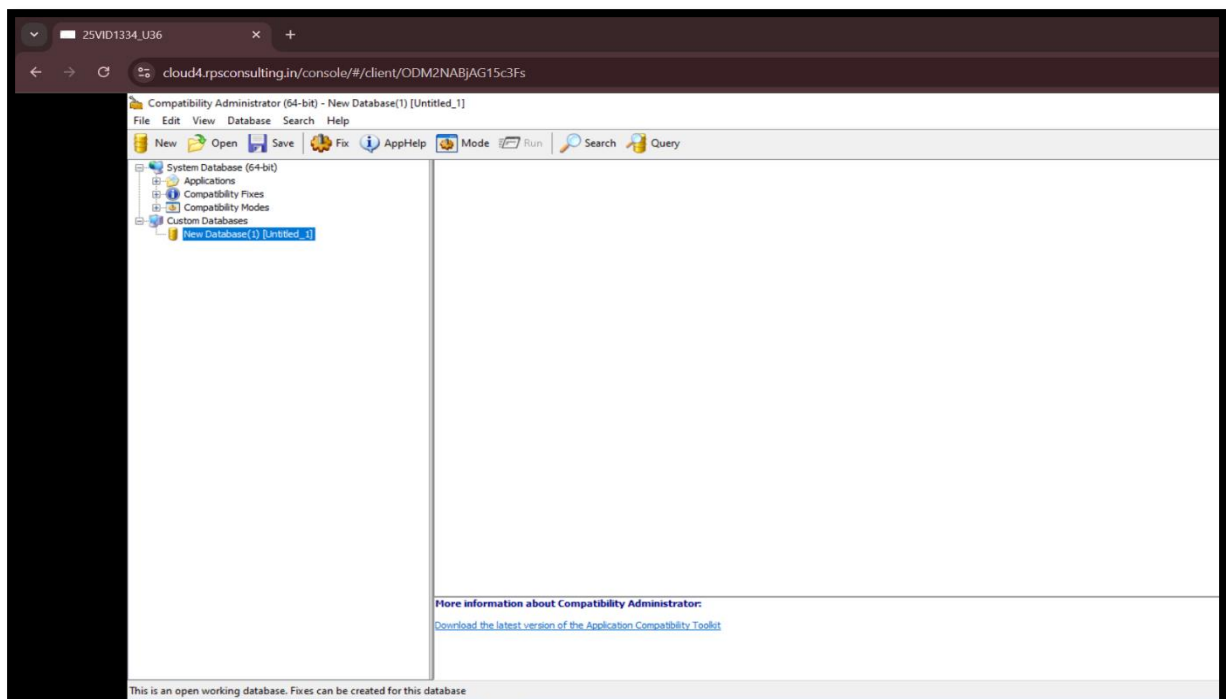 25VID1334_U36
cloud4.rpsconsulting.in/console/#/client/ODM2NABjAG15c3Fs
Compatibility Administrator (64-bit) - New Database(1) [Untitled_1]
File Edit View Database Search Help
New Open Save Fix AppHelp Mode Run Search Query
System Database (64-bit)
Applications
Compatibility Fixes
Compatibility Modes
Custom Databases
New Database(1) [Untitled_1]
More information about Compatibility Administrator:
Download the latest version of the Application Compatibility Toolkit
This is an open working database. Fixes can be created for this database